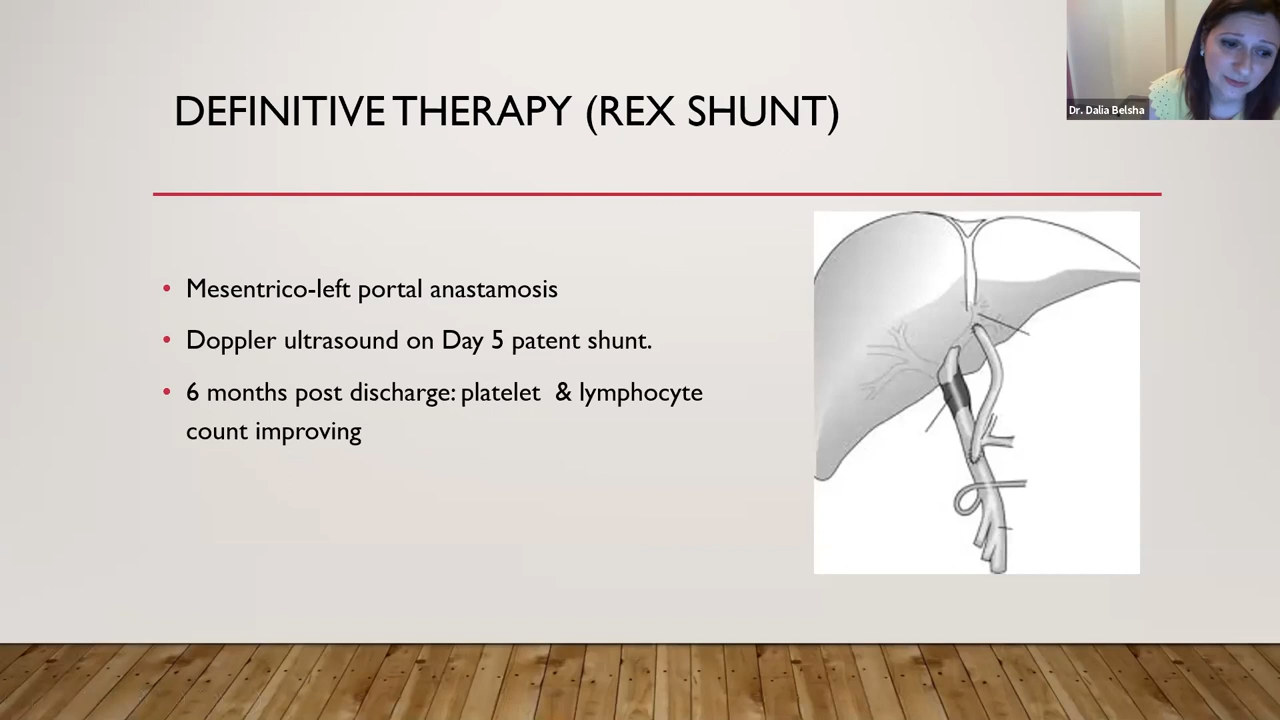 Dr. Dalia Belsha
DEFINITIVE THERAPY (REX SHUNT)
• Mesentrico-left portal anastamosis
• Doppler ultrasound on Day 5 patent shunt.
• 6 months post discharge: platelet & lymphocyte
count improving